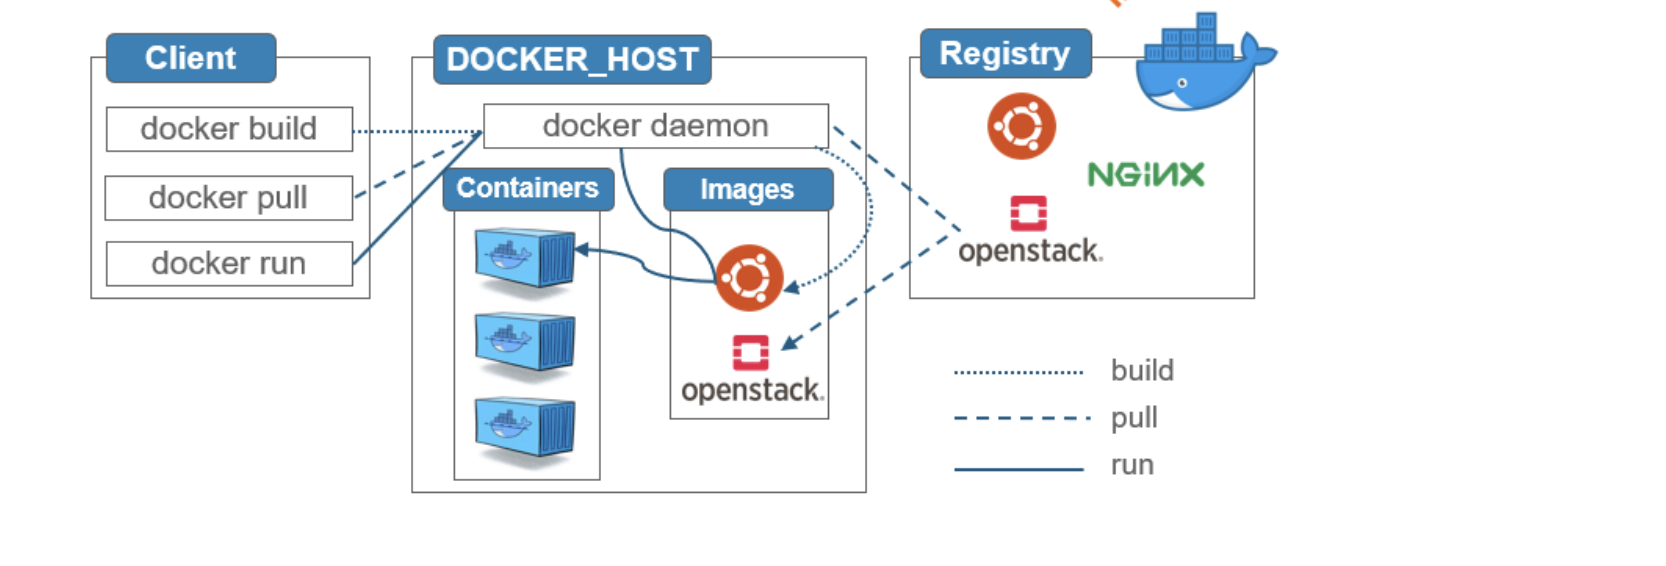 Client
docker build
docker pull
docker run
DOCKER_HOST
docker daemon
Containers
Images
openstack.
Registry
NGINX
openstack.
build
pull
run